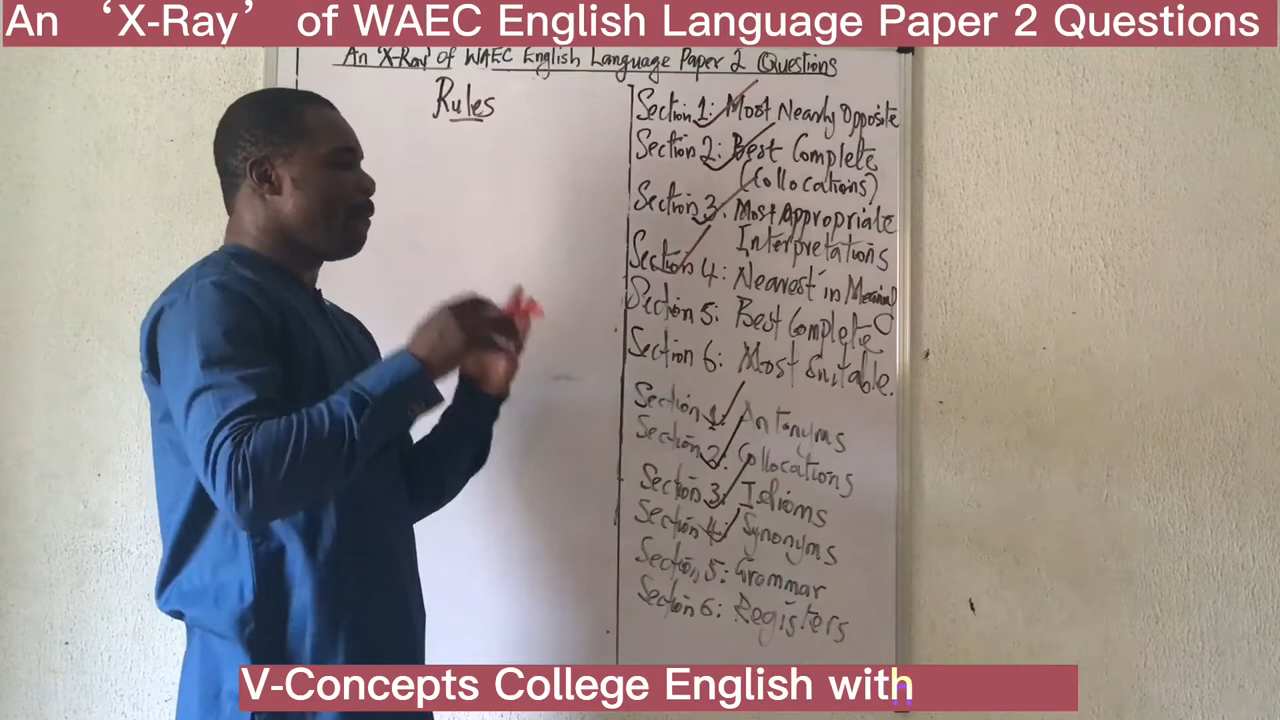 An ‘X-Ray’ of WAEC English Language Paper 2 Questions
An 'X-Ray' of WAEC English Language Paper 2 Questions
Rules
Section 1: Most Nearly Opposite
Section 2: Best Complete
(Collocations)
Section 3: Most Appropriate
Interpretations
Section 4: Nearest in Meaning
Section 5: Best Complete
Section 6: Most Suitable.
Section 1: Antonyms
Section 2: Collocations
Section 3: Idioms
Section 4: Synonyms
Section 5: Grammar
Section 6: Registers
V-Concepts College English with